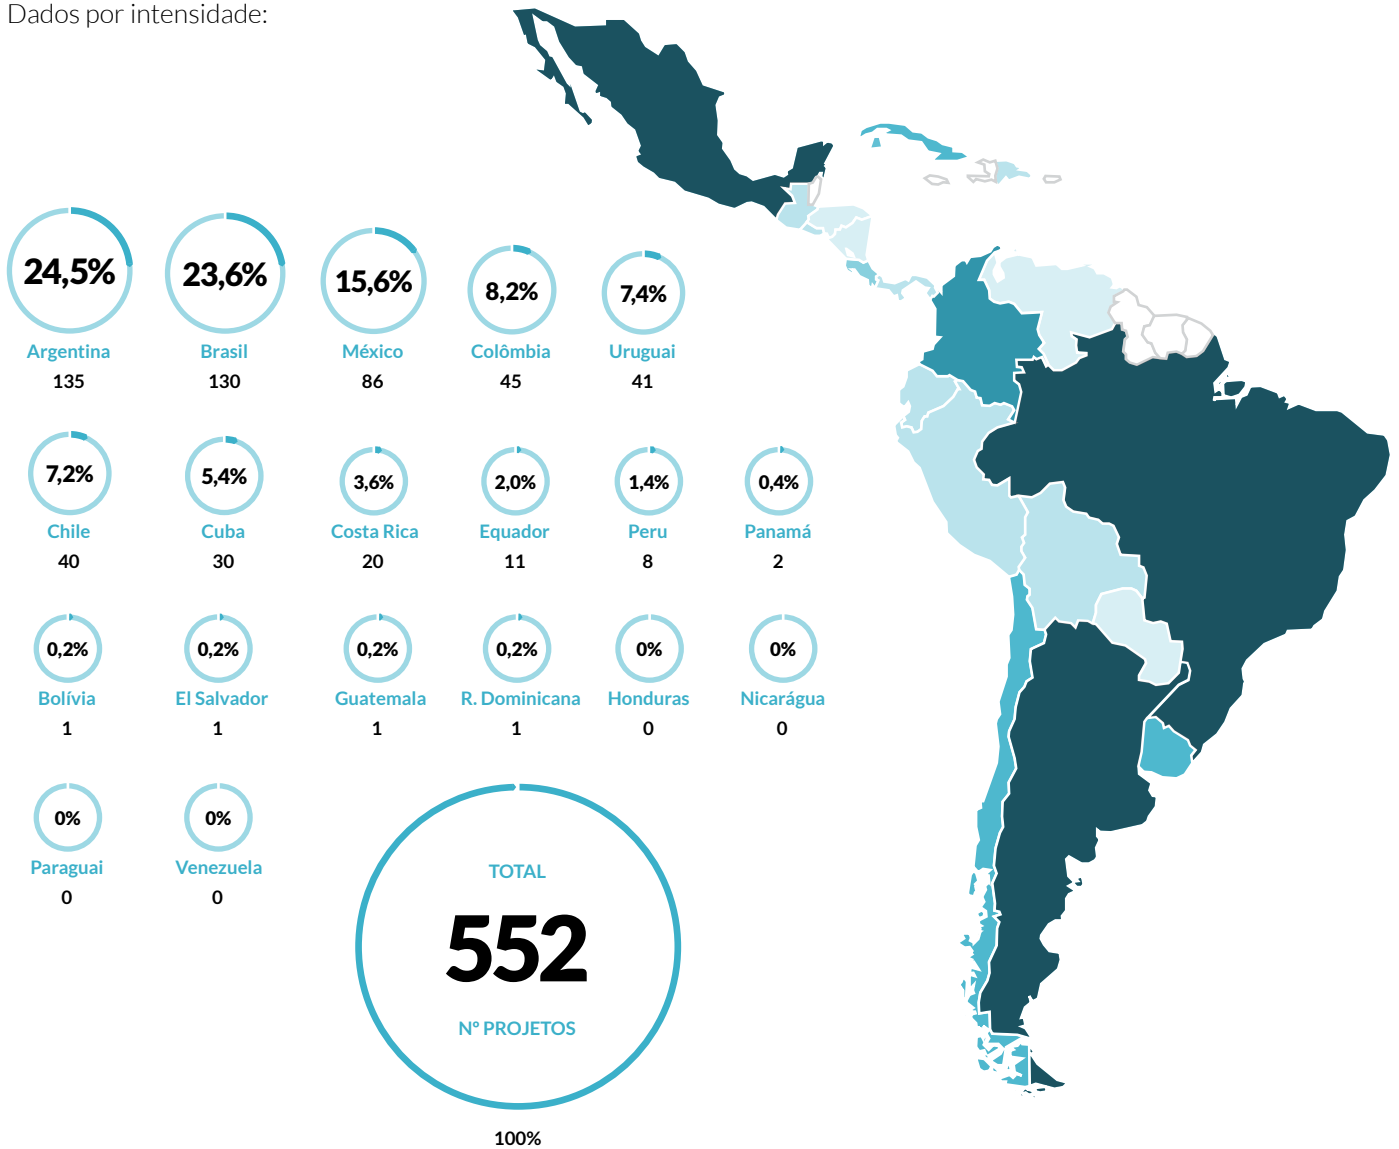 Dados por intensidade:
24,5% 23,6% 15,6% 8,2% 7,4%
Argentina Brasil México Colômbia Uruguai
135 130 86 45 41
7,2% 5,4% 3,6% 2,0% 1,4% 0,4%
Chile Cuba Costa Rica Equador Peru Panamá
40 30 20 11 8 2
0,2% 0,2% 0,2% 0,2% 0% 0%
Bolívia El Salvador Guatemala R. Dominicana Honduras Nicarágua
1 1 1 1 0 0
0% 0%
Paraguai Venezuela
0 0
TOTAL
552
Nº PROJETOS
100%